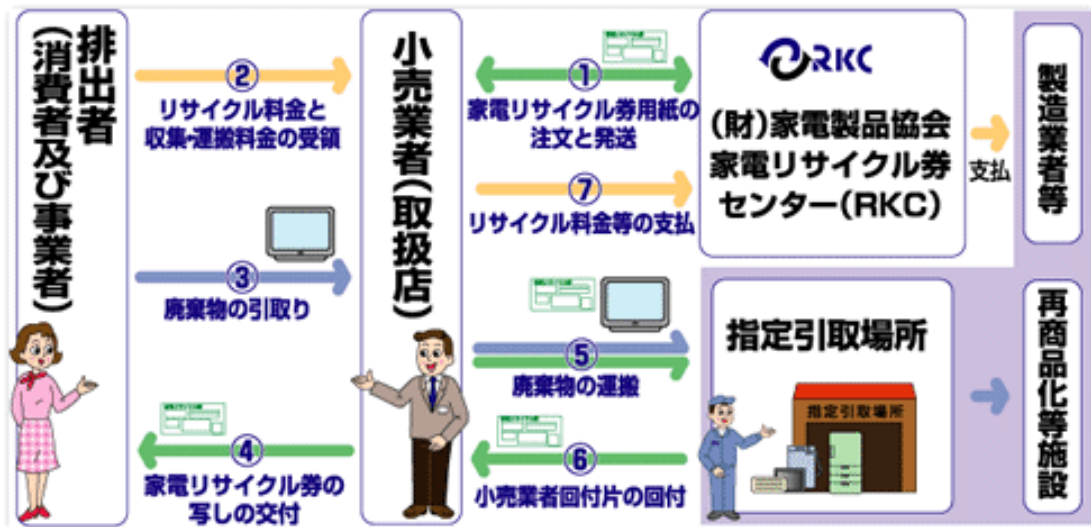 排出者
(消費者及び事業者)
②
リサイクル料金と
収集・運搬料金の受領
③
廃棄物の引取り
④
家電リサイクル券の
写しの交付
小売業者(取扱店)
①
家電リサイクル券用紙の
注文と発送
⑦
リサイクル料金等の支払
⑤
廃棄物の運搬
⑥
小売業者回付片の回付
RKC
(財)家電製品協会
家電リサイクル券
センター(RKC)
支払
製造業者等
指定引取場所
指定引取場所
再商品化等施設